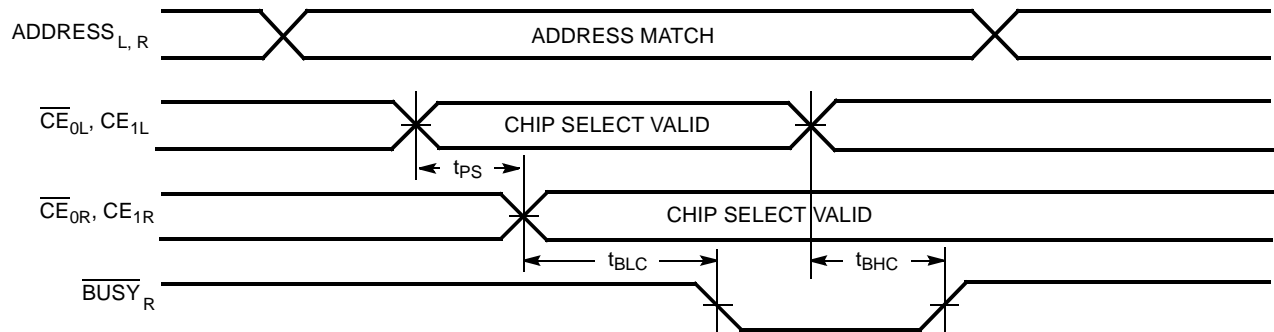 ADDRESS L, R
ADDRESS MATCH
CE0L, CE1L
CHIP SELECT VALID
tPS
CE0R, CE1R
CHIP SELECT VALID
tBLC
tBHC
BUSY R